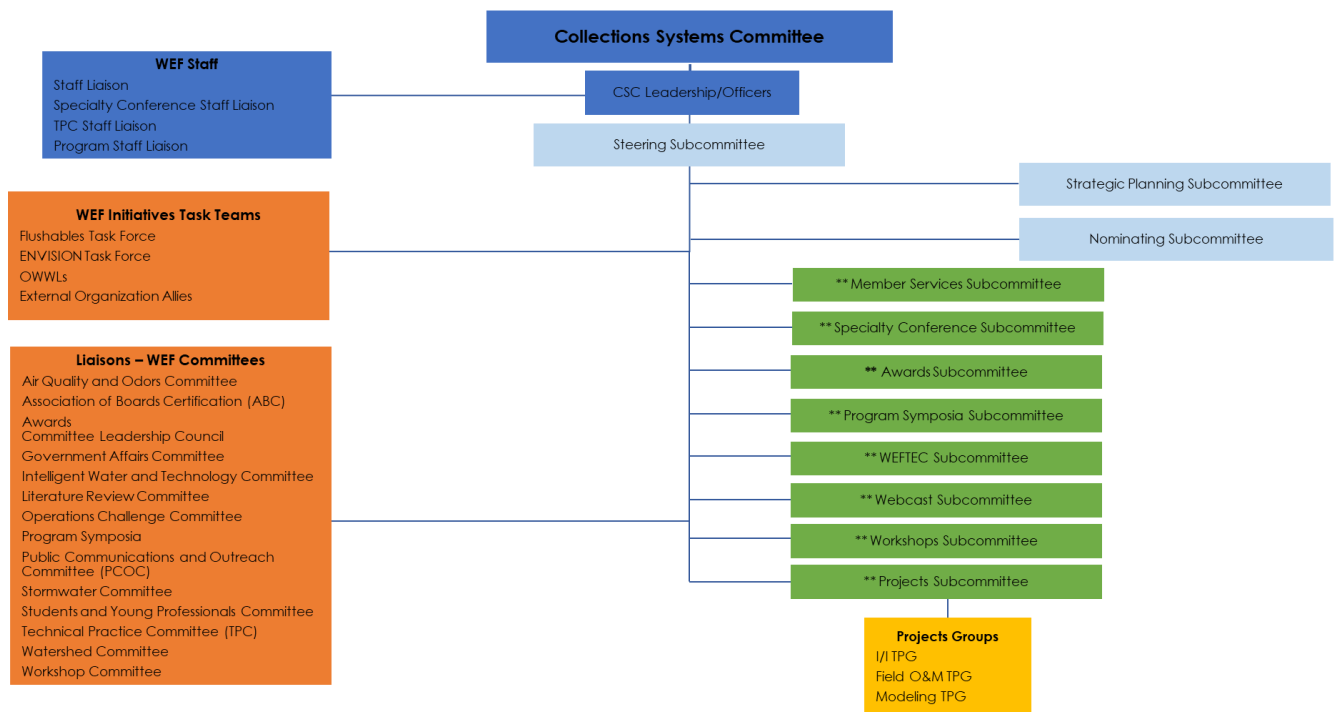 Collections Systems Committee
WEF Staff
Staff Liaison
Specialty Conference Staff Liaison
TPC Staff Liaison
Program Staff Liaison
CSC Leadership/Officers
Steering Subcommittee
Strategic Planning Subcommittee
Nominating Subcommittee
WEF Initiatives Task Teams
Flushables Task Force
ENVISION Task Force
OWWLs
External Organization Allies
** Member Services Subcommittee
** Specialty Conference Subcommittee
** Awards Subcommittee
** Program Symposia Subcommittee
** WEFTEC Subcommittee
** Webcast Subcommittee
** Workshops Subcommittee
** Projects Subcommittee
Liaisons – WEF Committees
Air Quality and Odors Committee
Association of Boards Certification (ABC)
Awards
Committee Leadership Council
Government Affairs Committee
Intelligent Water and Technology Committee
Literature Review Committee
Operations Challenge Committee
Program Symposia
Public Communications and Outreach
Committee (PCOC)
Stormwater Committee
Students and Young Professionals Committee
Technical Practice Committee (TPC)
Watershed Committee
Workshop Committee
Projects Groups
I/I TPG
Field O&M TPG
Modeling TPG